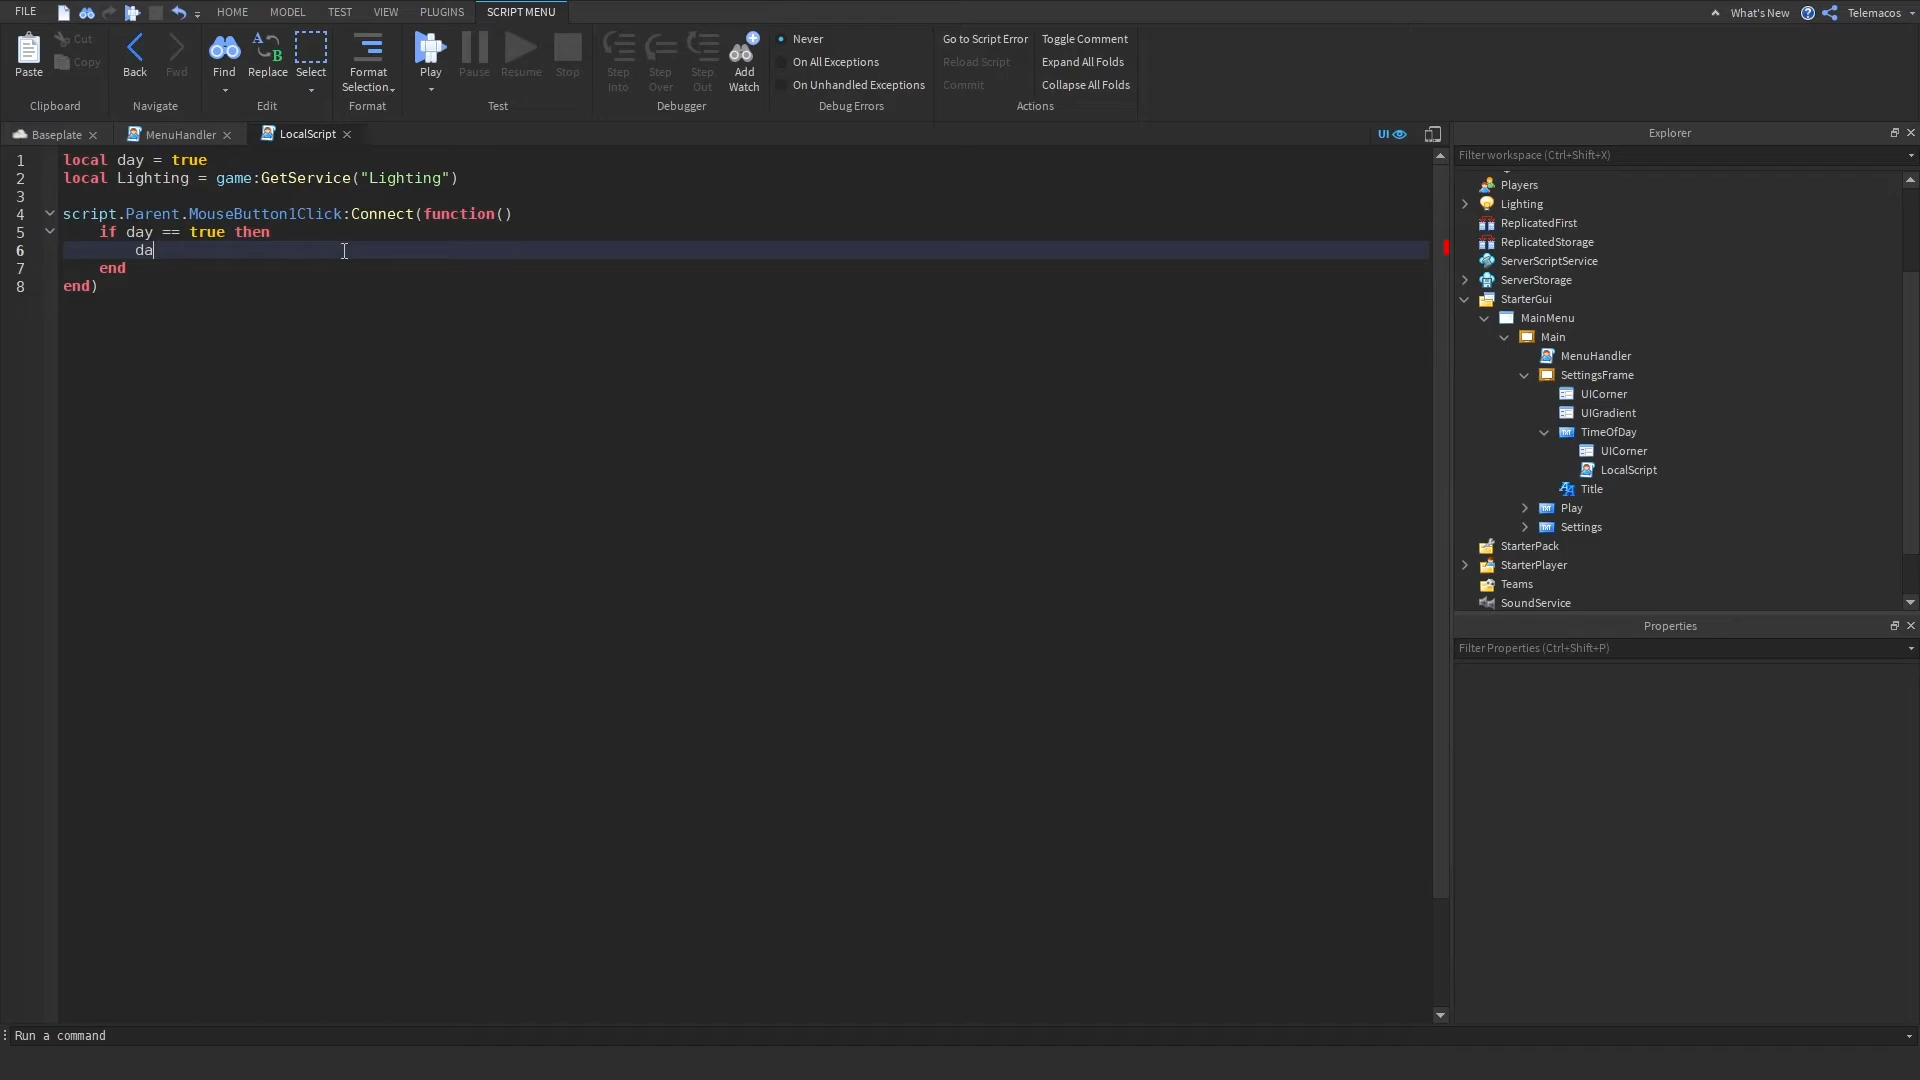 FILE HOME MODEL TEST VIEW PLUGINS SCRIPT MENU What's New Telemacos
Paste Cut Copy Clipboard
Back Fwd Navigate
Find Replace Select Edit
Format Selection Format
Play Pause Resume Stop Test
Step Into Step Over Step Out Add Watch Debugger
Never
On All Exceptions
On Unhandled Exceptions
Debug Errors
Go to Script Error Toggle Comment
Reload Script Expand All Folds
Commit Collapse All Folds
Actions
Baseplate MenuHandler LocalScript UI
1 local day = true
2 local Lighting = game:GetService("Lighting")
3
4 script.Parent.MouseButton1Click:Connect(function()
5 if day == true then
6 da
7 end
8 end)
Explorer
Filter workspace (Ctrl+Shift+X)
Players
Lighting
ReplicatedFirst
ReplicatedStorage
ServerScriptService
ServerStorage
StarterGui
MainMenu
Main
MenuHandler
SettingsFrame
UICorner
UIGradient
TXT TimeOfDay
UICorner
LocalScript
Title
TXT Play
TXT Settings
StarterPack
StarterPlayer
Teams
SoundService
Properties
Filter Properties (Ctrl+Shift+P)
Run a command